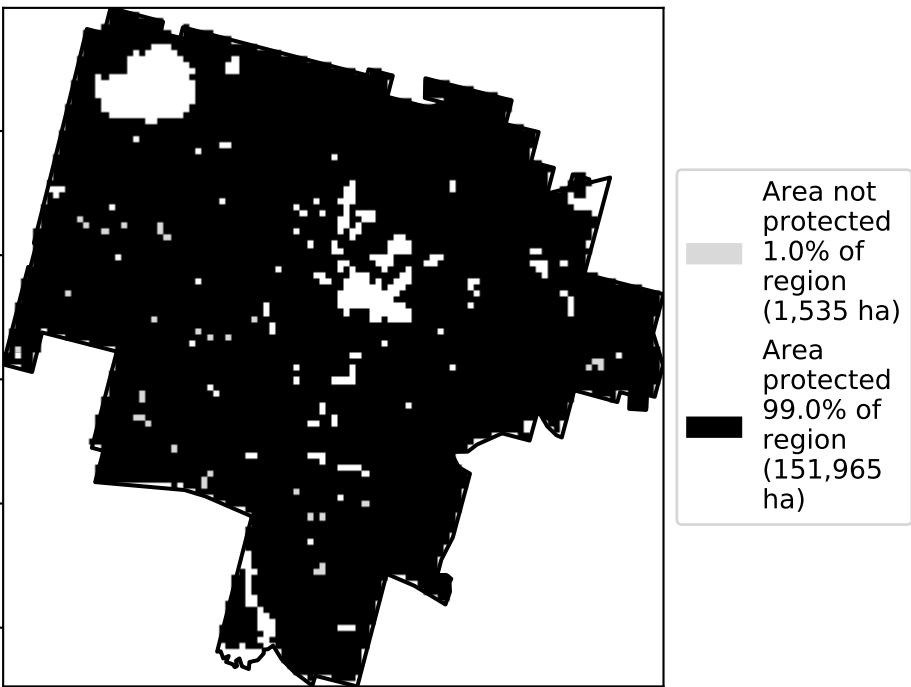 Area not
protected
1.0% of
region
(1,535 ha)
Area
protected
99.0% of
region
(151,965
ha)